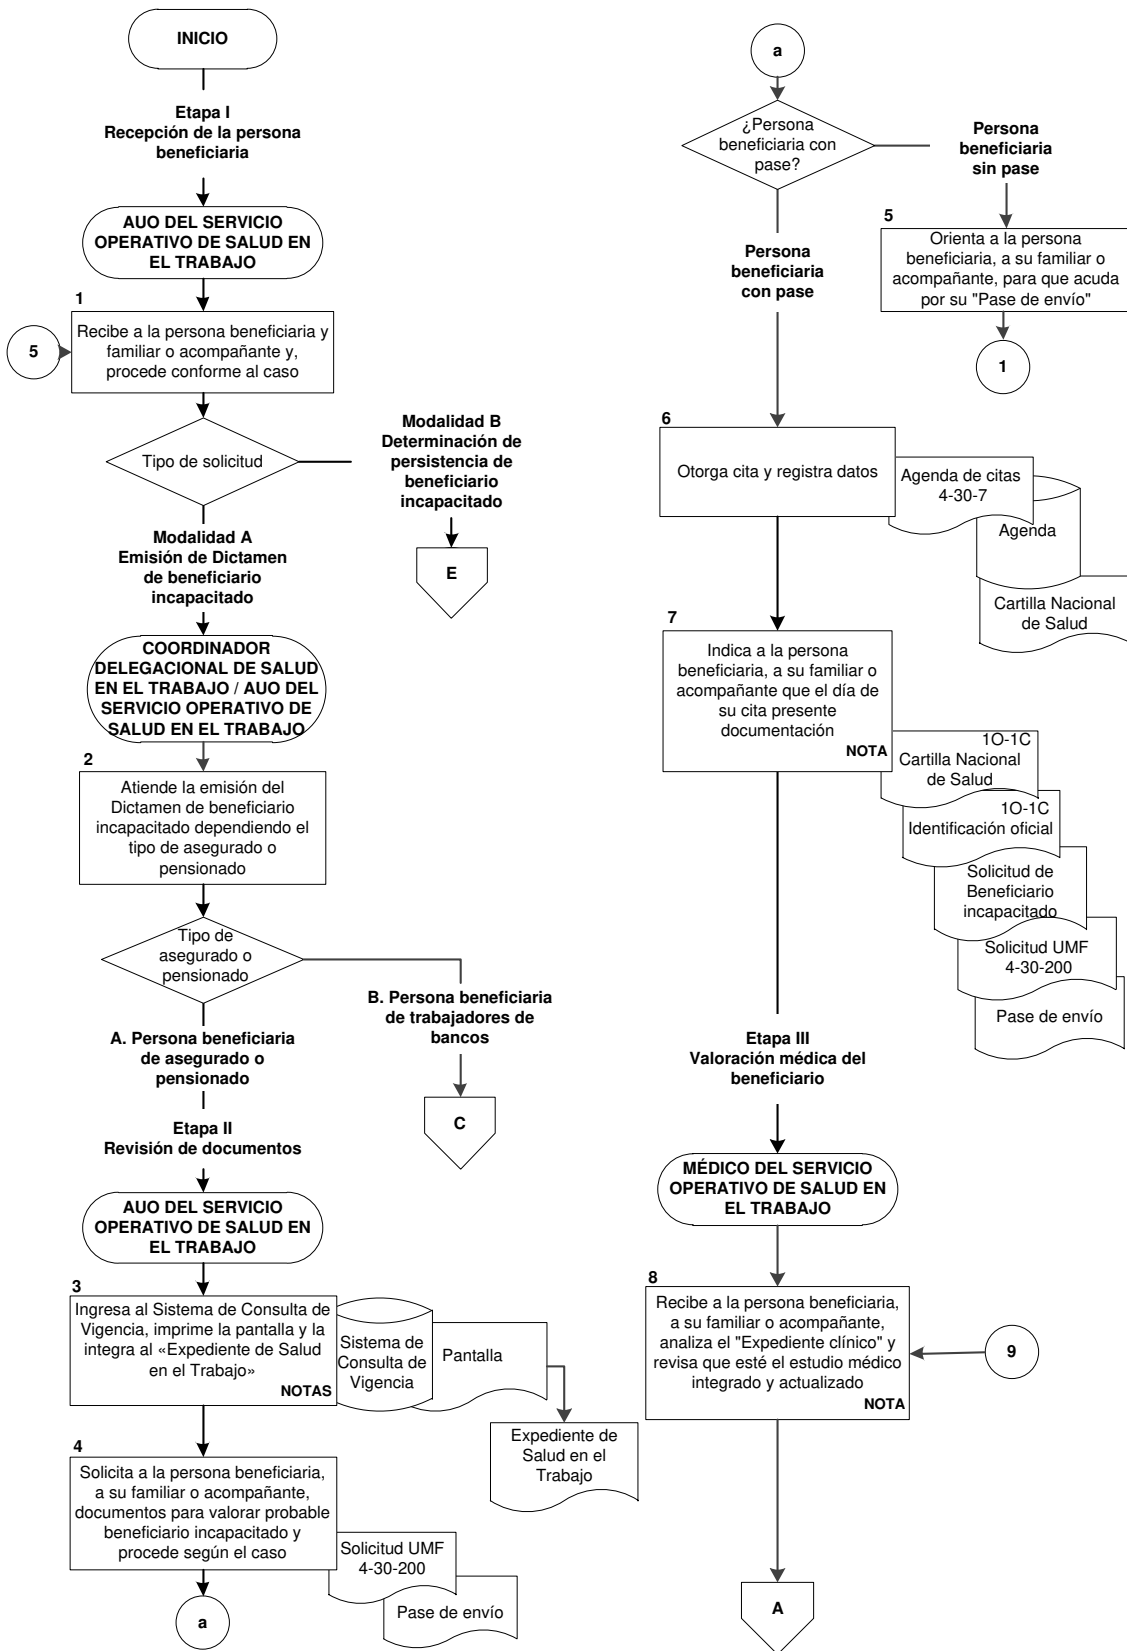 INICIO
Etapa I
Recepción de la persona
beneficiaria
AUO DEL SERVICIO
OPERATIVO DE SALUD EN
EL TRABAJO
1
Recibe a la persona beneficiaria y
familiar o acompañante y,
procede conforme al caso
5
Tipo de solicitud
Modalidad B
Determinación de
persistencia de
beneficiario
incapacitado
E
Modalidad A
Emisión de Dictamen
de beneficiario
incapacitado
COORDINADOR
DELEGACIONAL DE SALUD
EN EL TRABAJO / AUO DEL
SERVICIO OPERATIVO DE
SALUD EN EL TRABAJO
2
Atiende la emisión del
Dictamen de beneficiario
incapacitado dependiendo el
tipo de asegurado o
pensionado
Tipo de
asegurado o
pensionado
B. Persona beneficiaria
de trabajadores de
bancos
C
A. Persona beneficiaria
de asegurado o
pensionado
Etapa II
Revisión de documentos
AUO DEL SERVICIO
OPERATIVO DE SALUD EN
EL TRABAJO
3
Ingresa al Sistema de Consulta de
Vigencia, imprime la pantalla y la
integra al «Expediente de Salud
en el Trabajo»
NOTAS
Sistema de
Consulta de
Vigencia
Pantalla
Expediente de
Salud en el
Trabajo
4
Solicita a la persona beneficiaria,
a su familiar o acompañante,
documentos para valorar probable
beneficiario incapacitado y
procede según el caso
Solicitud UMF
4-30-200
Pase de envío
a
a
¿Persona
beneficiaria con
pase?
Persona
beneficiaria
sin pase
5
Orienta a la persona
beneficiaria, a su familiar o
acompañante, para que acuda
por su "Pase de envío"
1
Persona
beneficiaria
con pase
6
Otorga cita y registra datos
Agenda de citas
4-30-7
Agenda
Cartilla Nacional
de Salud
7
Indica a la persona
beneficiaria, a su familiar o
acompañante que el día de
su cita presente
documentación
NOTA
1O-1C
Cartilla Nacional
de Salud
1O-1C
Identificación oficial
Solicitud de
Beneficiario
incapacitado
Solicitud UMF
4-30-200
Pase de envío
Etapa III
Valoración médica del
beneficiario
MÉDICO DEL SERVICIO
OPERATIVO DE SALUD EN
EL TRABAJO
8
Recibe a la persona beneficiaria,
a su familiar o acompañante,
analiza el "Expediente clínico" y
revisa que esté el estudio médico
integrado y actualizado
NOTA
9
A